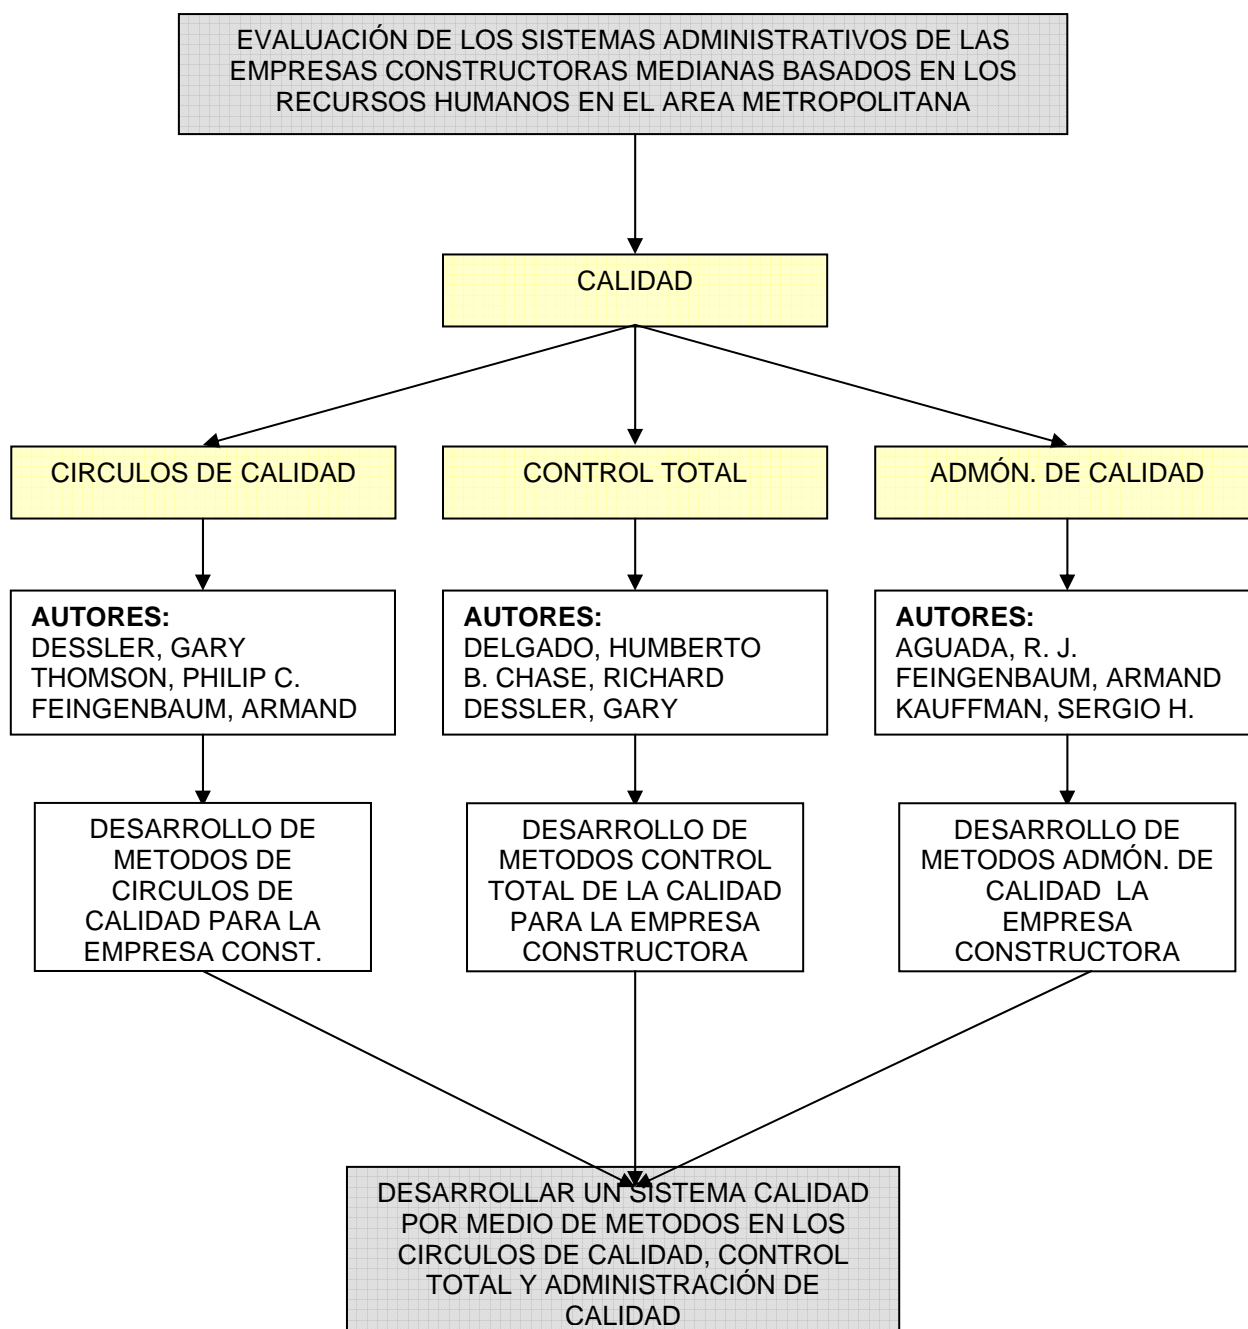 EVALUACIÓN DE LOS SISTEMAS ADMINISTRATIVOS DE LAS
EMPRESAS CONSTRUCTORAS MEDIANAS BASADOS EN LOS
RECURSOS HUMANOS EN EL AREA METROPOLITANA
CALIDAD
CIRCULOS DE CALIDAD
CONTROL TOTAL
ADMÓN. DE CALIDAD
AUTORES:
DESSLER, GARY
THOMSON, PHILIP C.
FEINGENBAUM, ARMAND
AUTORES:
DELGADO, HUMBERTO
B. CHASE, RICHARD
DESSLER, GARY
AUTORES:
AGUADA, R. J.
FEINGENBAUM, ARMAND
KAUFFMAN, SERGIO H.
DESARROLLO DE
METODOS DE
CIRCULOS DE
CALIDAD PARA LA
EMPRESA CONST.
DESARROLLO DE
METODOS CONTROL
TOTAL DE LA CALIDAD
PARA LA EMPRESA
CONSTRUCTORA
DESARROLLO DE
METODOS ADMÓN. DE
CALIDAD LA
EMPRESA
CONSTRUCTORA
DESARROLLAR UN SISTEMA CALIDAD
POR MEDIO DE METODOS EN LOS
CIRCULOS DE CALIDAD, CONTROL
TOTAL Y ADMINISTRACIÓN DE
CALIDAD